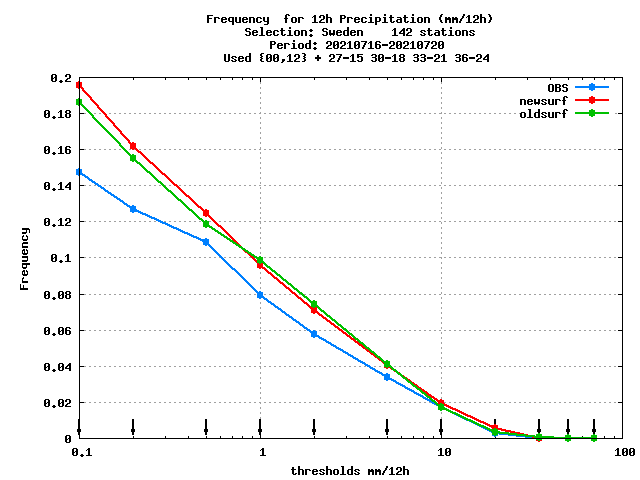 Frequency  for 12h Precipitation (mm/12h)
Selection: Sweden    142 stations
Period: 20210716-20210720
Used {00,12} + 27-15 30-18 33-21 36-24
OBS
newsurf
oldsurf
0.2
0.18
0.16
0.14
0.12
0.1
0.08
0.06
0.04
0.02
0
Frequency
0.1
1
10
100
thresholds mm/12h